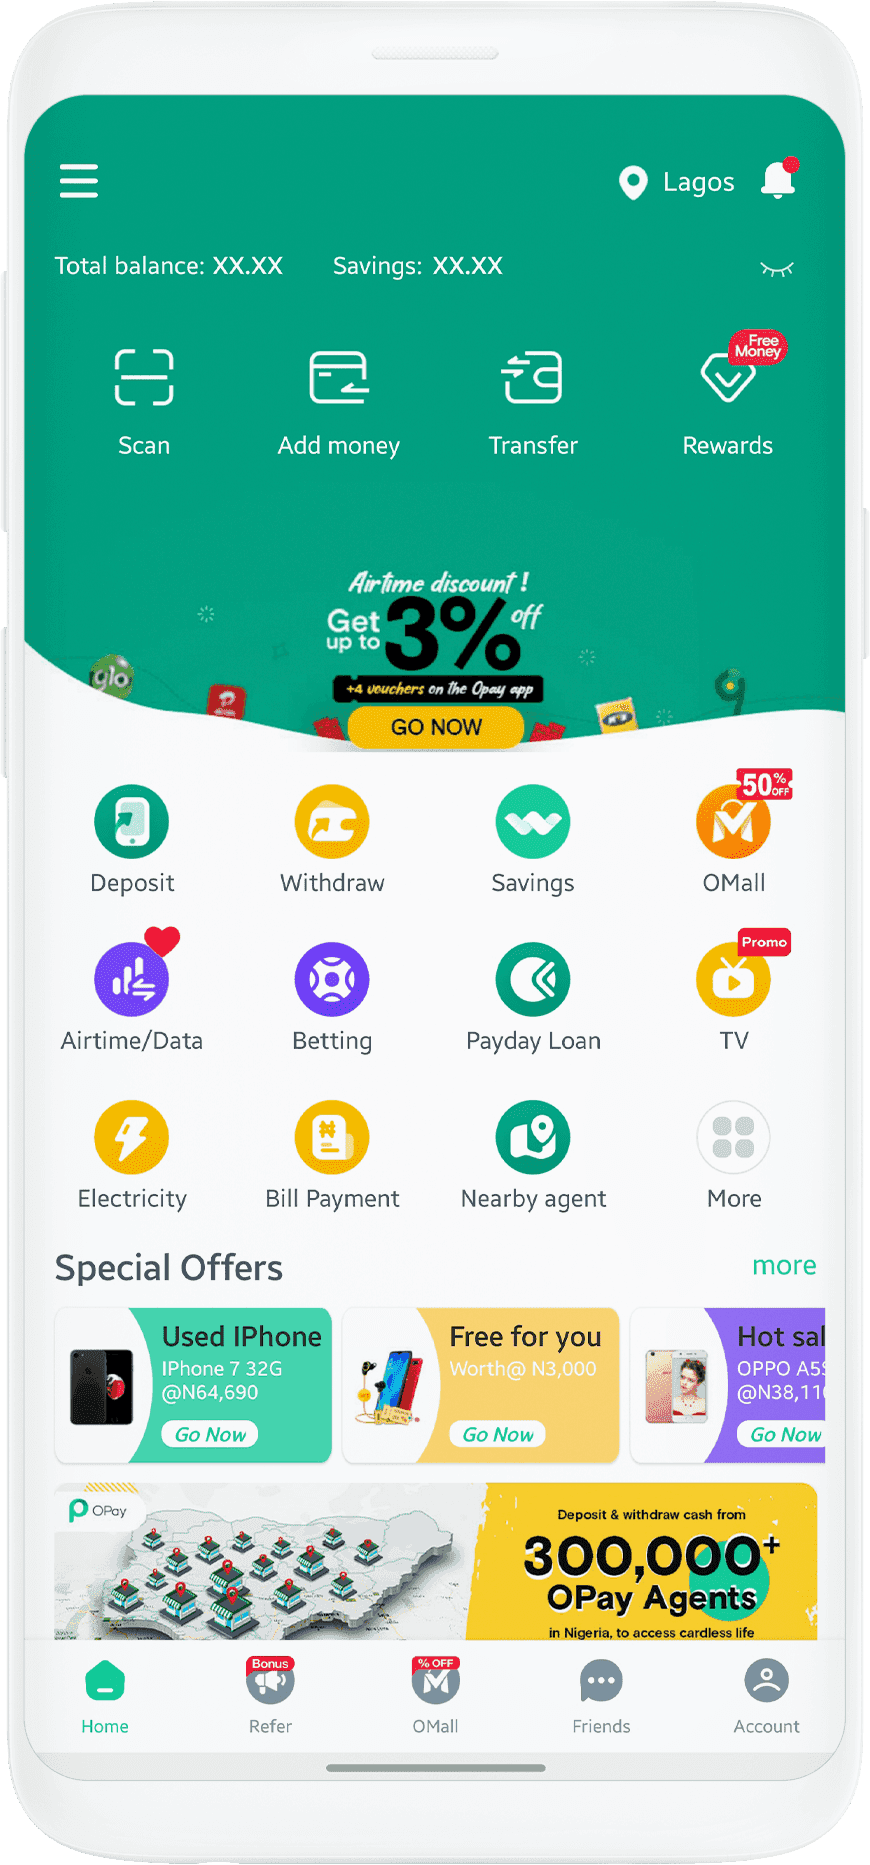 Lagos
Total balance: XX.XX Savings: XX.XX
Free
Money
Scan Add money Transfer Rewards
Airtime discount !
Get
up to
3% off
+4 vouchers on the Opay app
GO NOW
glo
50% OFF
Deposit Withdraw Savings OMall
Promo
Airtime/Data Betting Payday Loan TV
Electricity Bill Payment Nearby agent More
Special Offers more
Used IPhone
IPhone 7 32G
@N64,690
Go Now
Free for you
Worth@ N3,000
Go Now
Hot sal
OPPO A5S
@N38,110
Go Now
OPay
Deposit & withdraw cash from
300,000+
OPay Agents
in Nigeria, to access cardless life
Bonus
% OFF
Home Refer OMall Friends Account